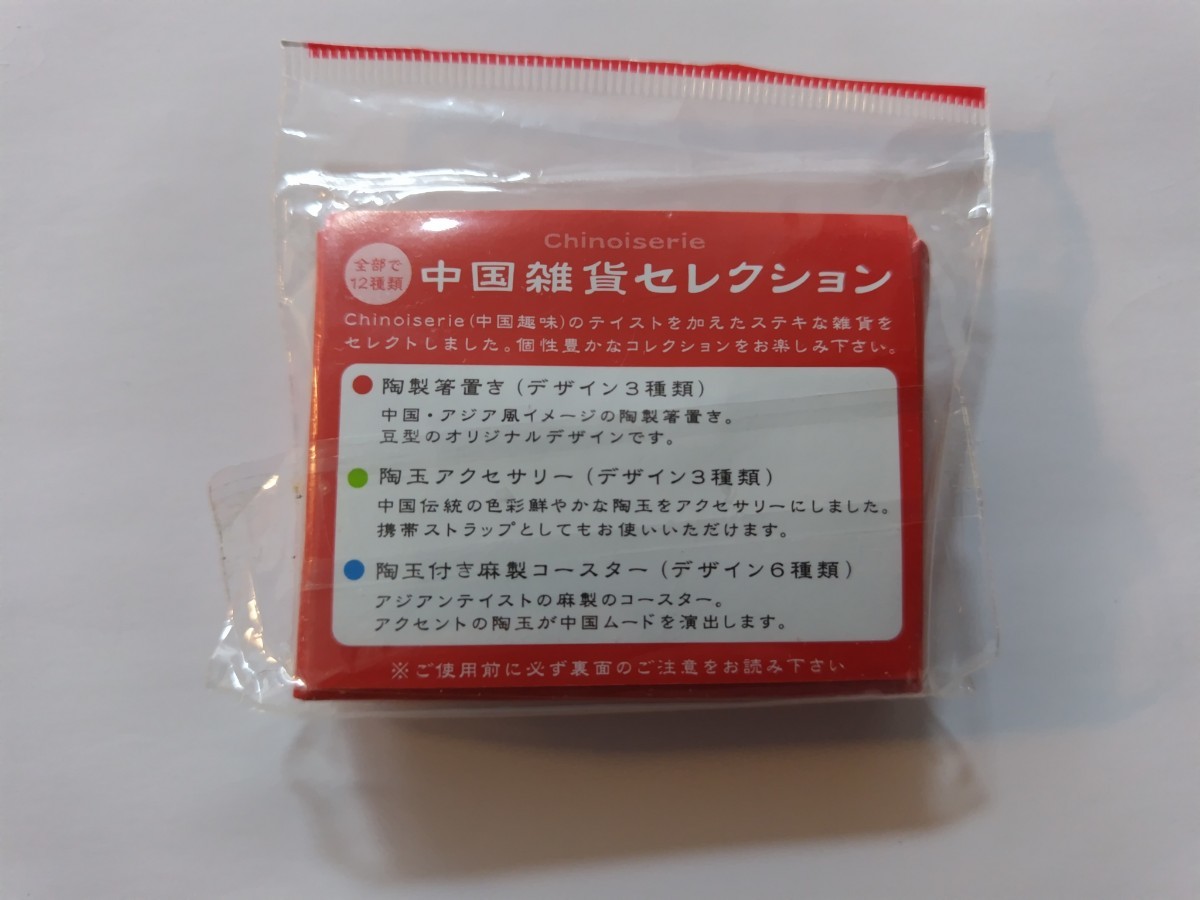 Chinoiserie
全部で
12種類
中国雑貨セレクション
Chinoiserie(中国趣味)のテイストを加えたステキな雑貨を
セレクトしました。個性豊かなコレクションをお楽しみ下さい。
●陶製箸置き(デザイン3種類)
中国・アジア風イメージの陶製箸置き。
豆型のオリジナルデザインです。
●陶玉アクセサリー(デザイン3種類)
中国伝統の色彩鮮やかな陶玉をアクセサリーにしました。
携帯ストラップとしてもお使いいただけます。
●陶玉付き麻製コースター(デザイン6種類)
アジアンテイストの麻製のコースター。
アクセントの陶玉が中国ムードを演出します。
※ご使用前に必ず裏面のご注意をお読み下さい